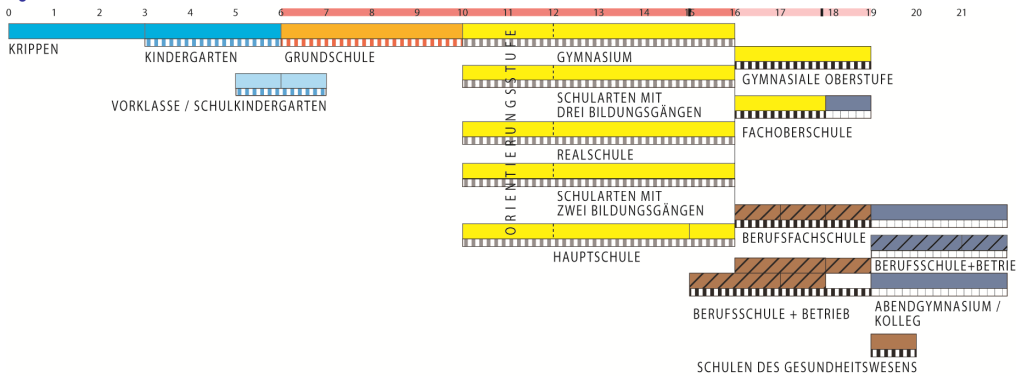 0 1 2 3 4 5 6 7 8 9 10 11 12 13 14 15 16 17 18 19 20 21
KRIPPEN
KINDERGARTEN
GRUNDSCHULE
GYMNASIUM
GYMNASIALE OBERSTUFE
VORKLASSE / SCHULKINDERGARTEN
ORIENTIERUNGSSTUFE
SCHULARTEN MIT
DREI BILDUNGSGÄNGEN
FACHOBERSCHULE
REALSCHULE
SCHULARTEN MIT
ZWEI BILDUNGSGÄNGEN
BERUFSFACHSCHULE
HAUPTSCHULE
BERUFSSCHULE+BETRIE
BERUFSSCHULE + BETRIEB
ABENDGYMNASIUM /
KOLLEG
SCHULEN DES GESUNDHEITSWESENS